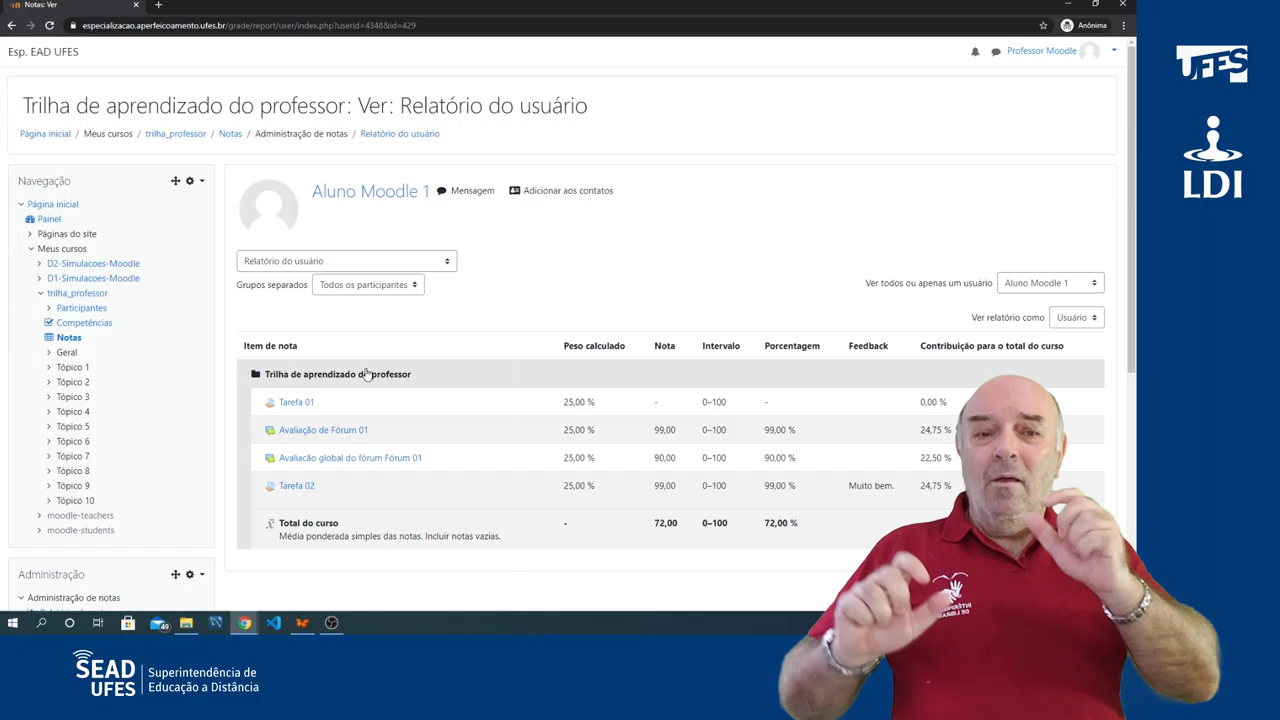 Notas: Ver
especializacao.aperfeicoamento.ufes.br/grade/report/user/index.php?userid=4348&id=429
Anônima
Esp. EAD UFES
Professor Moodle
Trilha de aprendizado do professor: Ver: Relatório do usuário
Página inicial / Meus cursos / trilha_professor / Notas / Administração de notas / Relatório do usuário
Navegação
Página inicial
Painel
Páginas do site
Meus cursos
D2-Simulacoes-Moodle
D1-Simulacoes-Moodle
trilha_professor
Participantes
Competências
Notas
Geral
Tópico 1
Tópico 2
Tópico 3
Tópico 4
Tópico 5
Tópico 6
Tópico 7
Tópico 8
Tópico 9
Tópico 10
moodle-teachers
moodle-students
Administração
Administração de notas
Aluno Moodle 1 Mensagem Adicionar aos contatos
Relatório do usuário
Grupos separados Todos os participantes
Ver todos ou apenas um usuário Aluno Moodle 1
Ver relatório como Usuário
Item de nota Peso calculado Nota Intervalo Porcentagem Feedback Contribuição para o total do curso
Trilha de aprendizado do professor
Tarefa 01 25,00 % - 0–100 - 0,00 %
Avaliação de Fórum 01 25,00 % 99,00 0–100 99,00 % 24,75 %
Avaliacão global do fórum Fórum 01 25,00 % 90,00 0–100 90,00 % 22,50 %
Tarefa 02 25,00 % 99,00 0–100 99,00 % Muito bem. 24,75 %
Total do curso - 72,00 0–100 72,00 %
Média ponderada simples das notas. Incluir notas vazias.
49
UFES
LDI
SEAD
UFES
Superintendência de
Educação a Distância